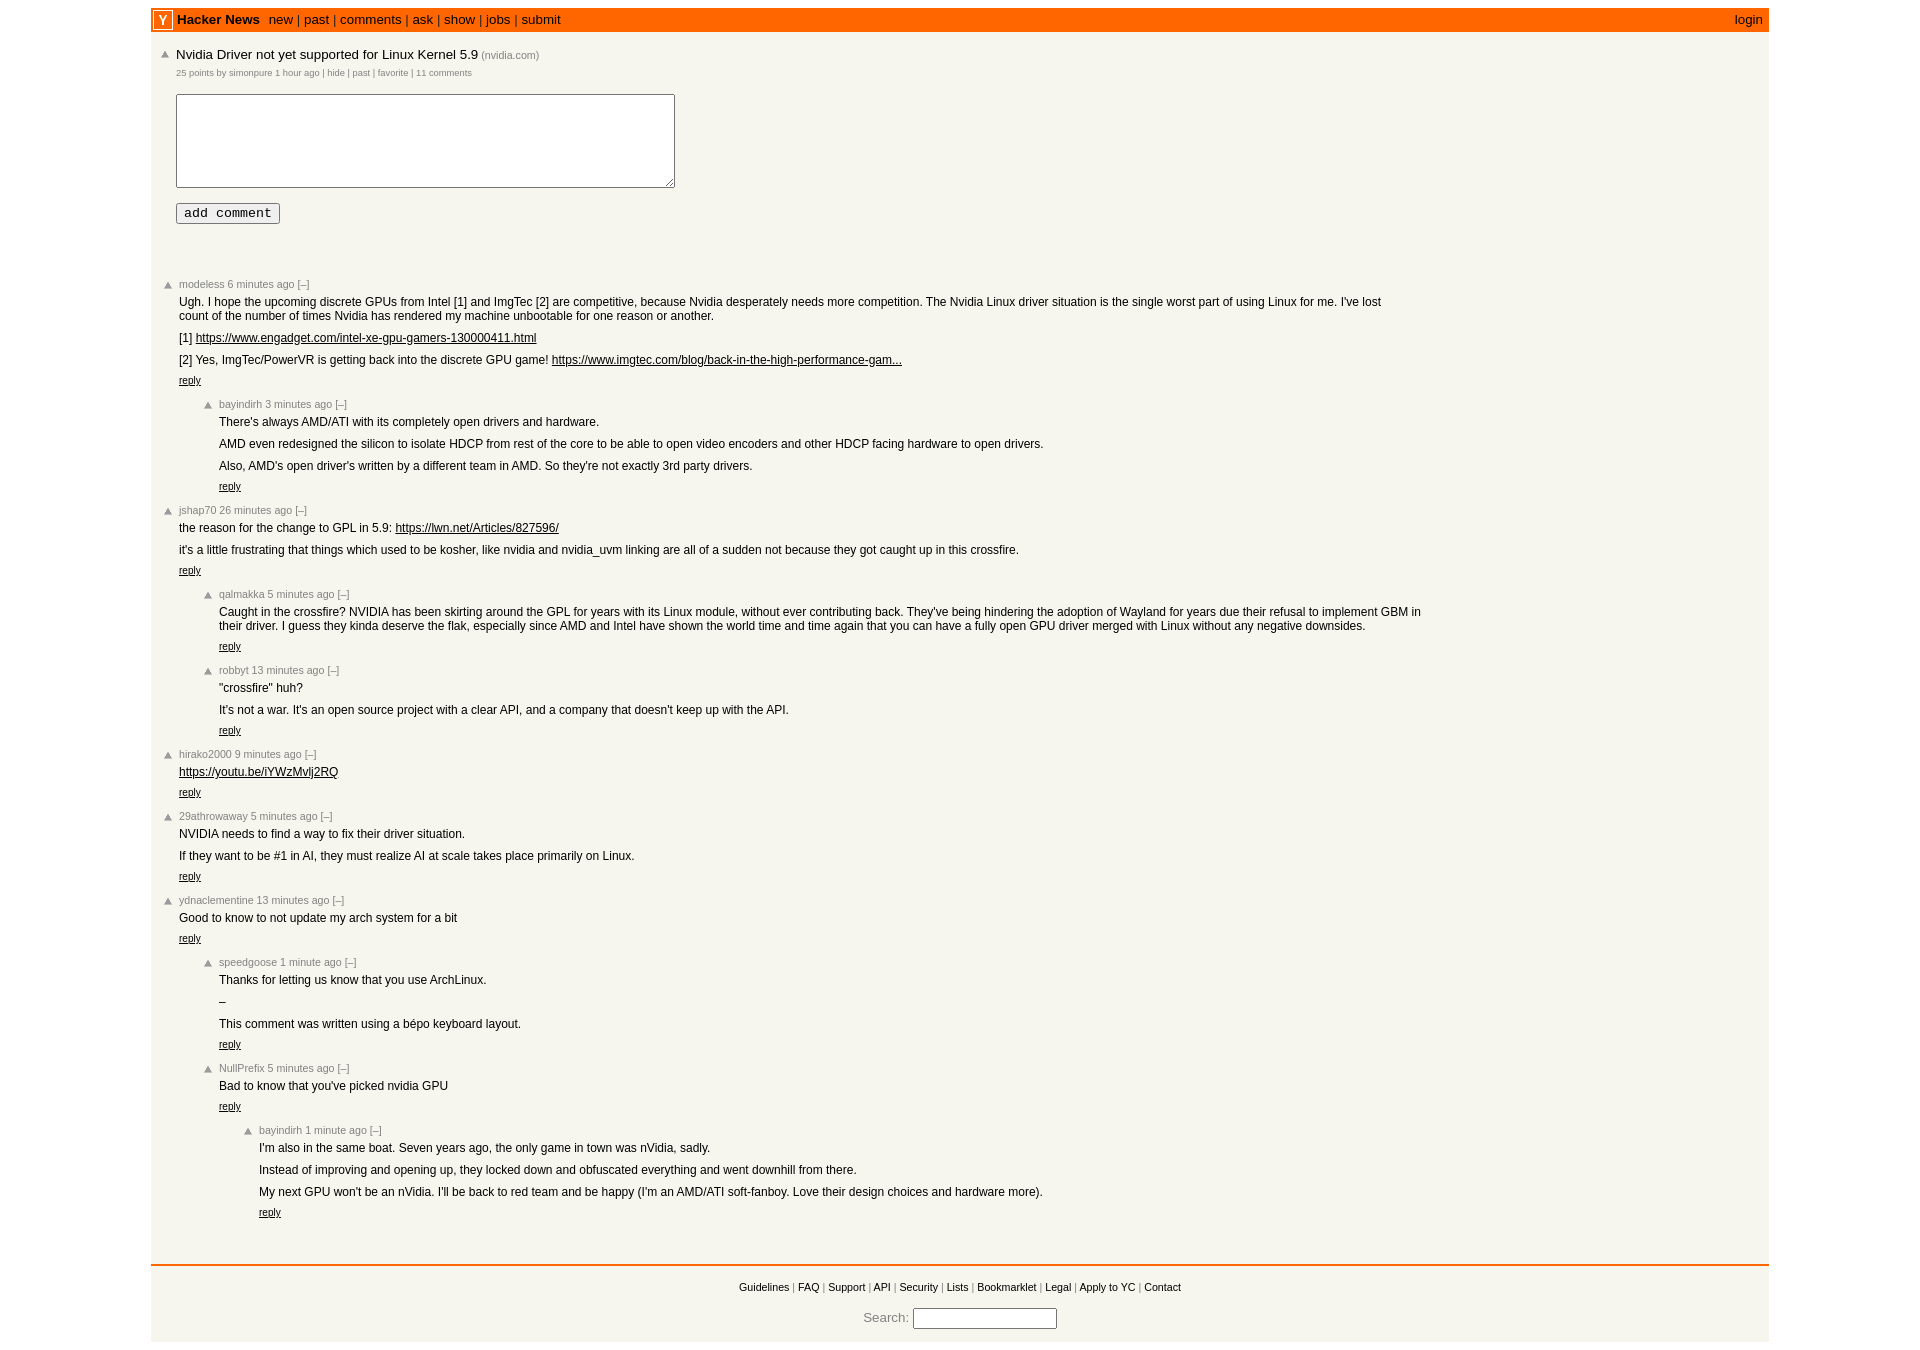 Y Hacker News new | past | comments | ask | show | jobs | submit login
Nvidia Driver not yet supported for Linux Kernel 5.9 (nvidia.com)
25 points by simonpure 1 hour ago | hide | past | favorite | 11 comments
add comment
modeless 6 minutes ago [–]
Ugh. I hope the upcoming discrete GPUs from Intel [1] and ImgTec [2] are competitive, because Nvidia desperately needs more competition. The Nvidia Linux driver situation is the single worst part of using Linux for me. I've lost
count of the number of times Nvidia has rendered my machine unbootable for one reason or another.
[1] https://www.engadget.com/intel-xe-gpu-gamers-130000411.html
[2] Yes, ImgTec/PowerVR is getting back into the discrete GPU game! https://www.imgtec.com/blog/back-in-the-high-performance-gam...
reply
bayindirh 3 minutes ago [–]
There's always AMD/ATI with its completely open drivers and hardware.
AMD even redesigned the silicon to isolate HDCP from rest of the core to be able to open video encoders and other HDCP facing hardware to open drivers.
Also, AMD's open driver's written by a different team in AMD. So they're not exactly 3rd party drivers.
reply
jshap70 26 minutes ago [–]
the reason for the change to GPL in 5.9: https://lwn.net/Articles/827596/
it's a little frustrating that things which used to be kosher, like nvidia and nvidia_uvm linking are all of a sudden not because they got caught up in this crossfire.
reply
qalmakka 5 minutes ago [–]
Caught in the crossfire? NVIDIA has been skirting around the GPL for years with its Linux module, without ever contributing back. They've being hindering the adoption of Wayland for years due their refusal to implement GBM in
their driver. I guess they kinda deserve the flak, especially since AMD and Intel have shown the world time and time again that you can have a fully open GPU driver merged with Linux without any negative downsides.
reply
robbyt 13 minutes ago [–]
"crossfire" huh?
It's not a war. It's an open source project with a clear API, and a company that doesn't keep up with the API.
reply
hirako2000 9 minutes ago [–]
https://youtu.be/iYWzMvlj2RQ
reply
29athrowaway 5 minutes ago [–]
NVIDIA needs to find a way to fix their driver situation.
If they want to be #1 in AI, they must realize AI at scale takes place primarily on Linux.
reply
ydnaclementine 13 minutes ago [–]
Good to know to not update my arch system for a bit
reply
speedgoose 1 minute ago [–]
Thanks for letting us know that you use ArchLinux.
–
This comment was written using a bépo keyboard layout.
reply
NullPrefix 5 minutes ago [–]
Bad to know that you've picked nvidia GPU
reply
bayindirh 1 minute ago [–]
I'm also in the same boat. Seven years ago, the only game in town was nVidia, sadly.
Instead of improving and opening up, they locked down and obfuscated everything and went downhill from there.
My next GPU won't be an nVidia. I'll be back to red team and be happy (I'm an AMD/ATI soft-fanboy. Love their design choices and hardware more).
reply
Guidelines | FAQ | Support | API | Security | Lists | Bookmarklet | Legal | Apply to YC | Contact
Search: